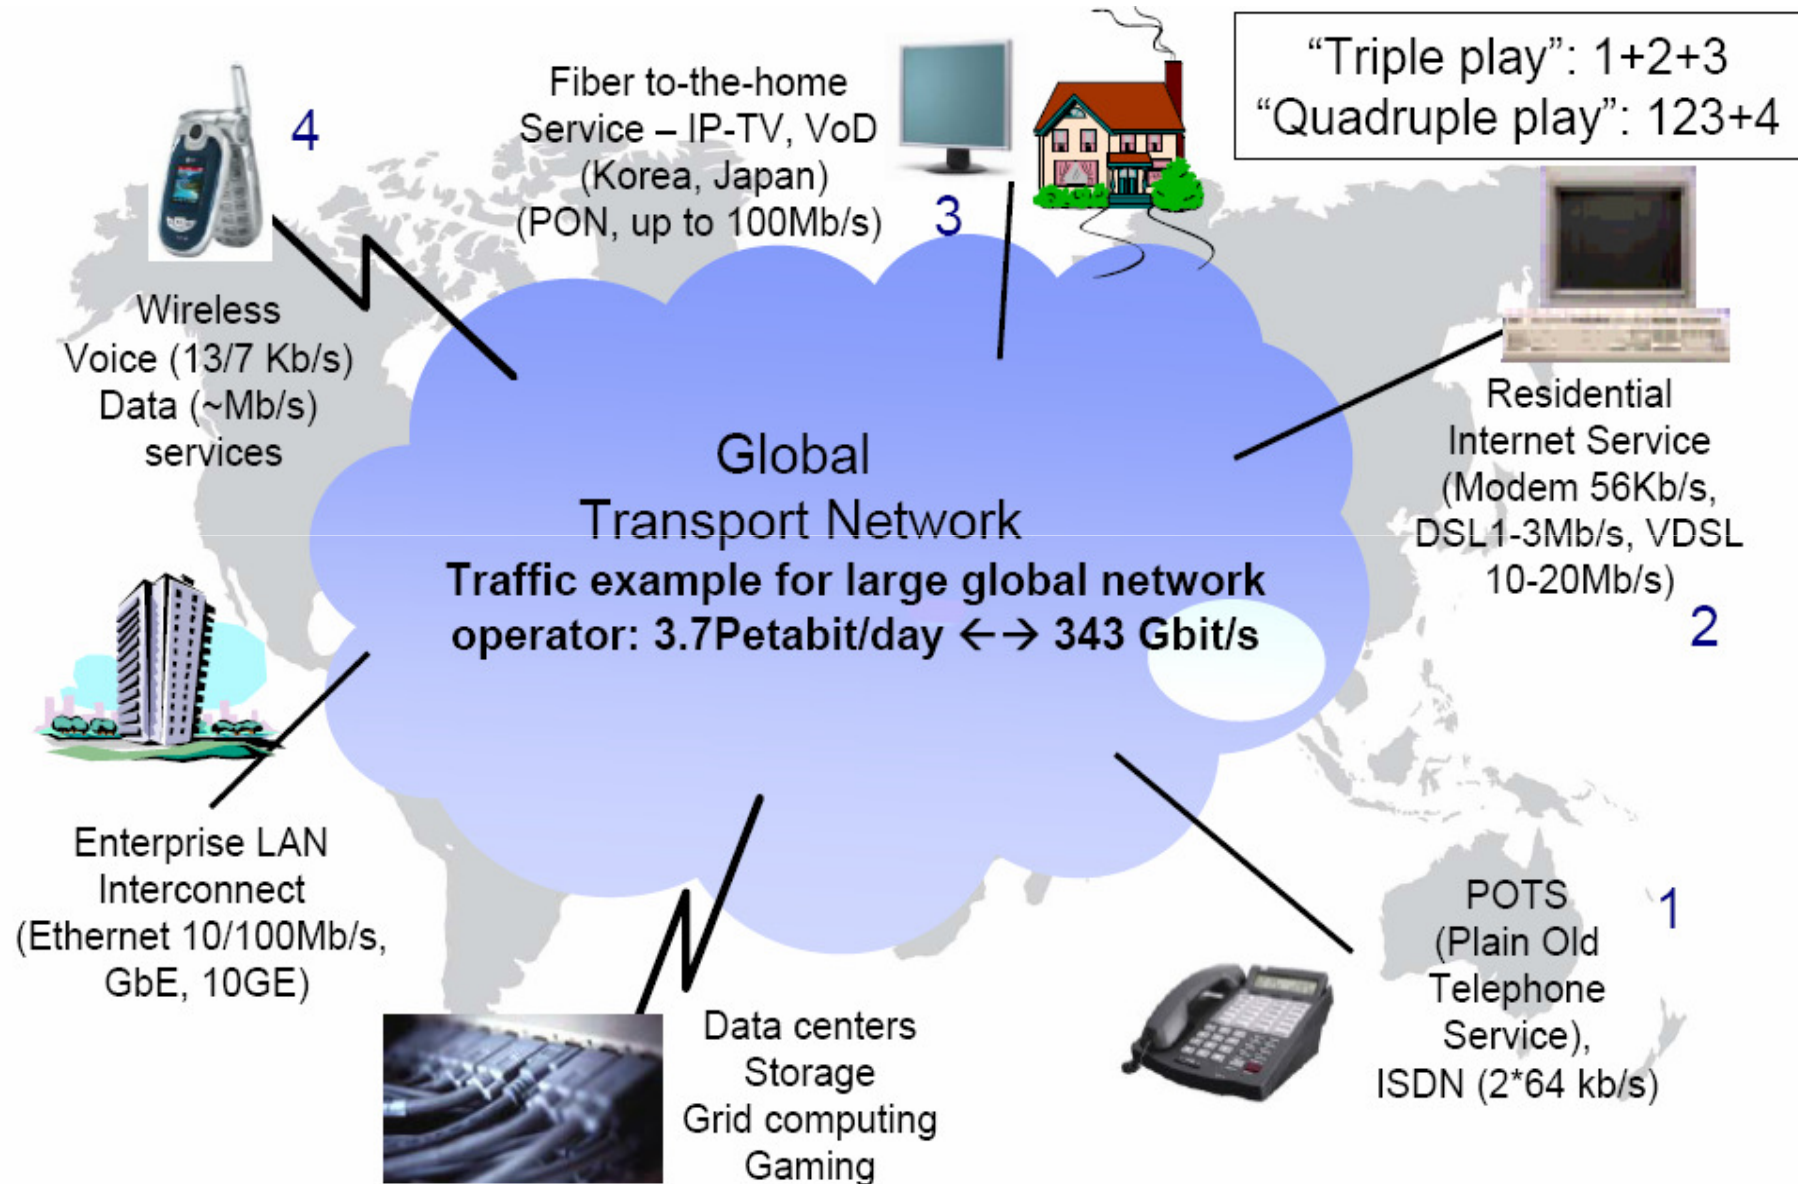 “Triple play”: 1+2+3
“Quadruple play”: 123+4
4
Wireless
Voice (13/7 Kb/s)
Data (~Mb/s)
services
Fiber to-the-home
Service – IP-TV, VoD
(Korea, Japan)
(PON, up to 100Mb/s)
3
Residential
Internet Service
(Modem 56Kb/s,
DSL1-3Mb/s, VDSL
10-20Mb/s)
2
Global
Transport Network
Traffic example for large global network
operator: 3.7Petabit/day ←→ 343 Gbit/s
Enterprise LAN
Interconnect
(Ethernet 10/100Mb/s,
GbE, 10GE)
Data centers
Storage
Grid computing
Gaming
POTS
(Plain Old
Telephone
Service),
ISDN (2*64 kb/s)
1